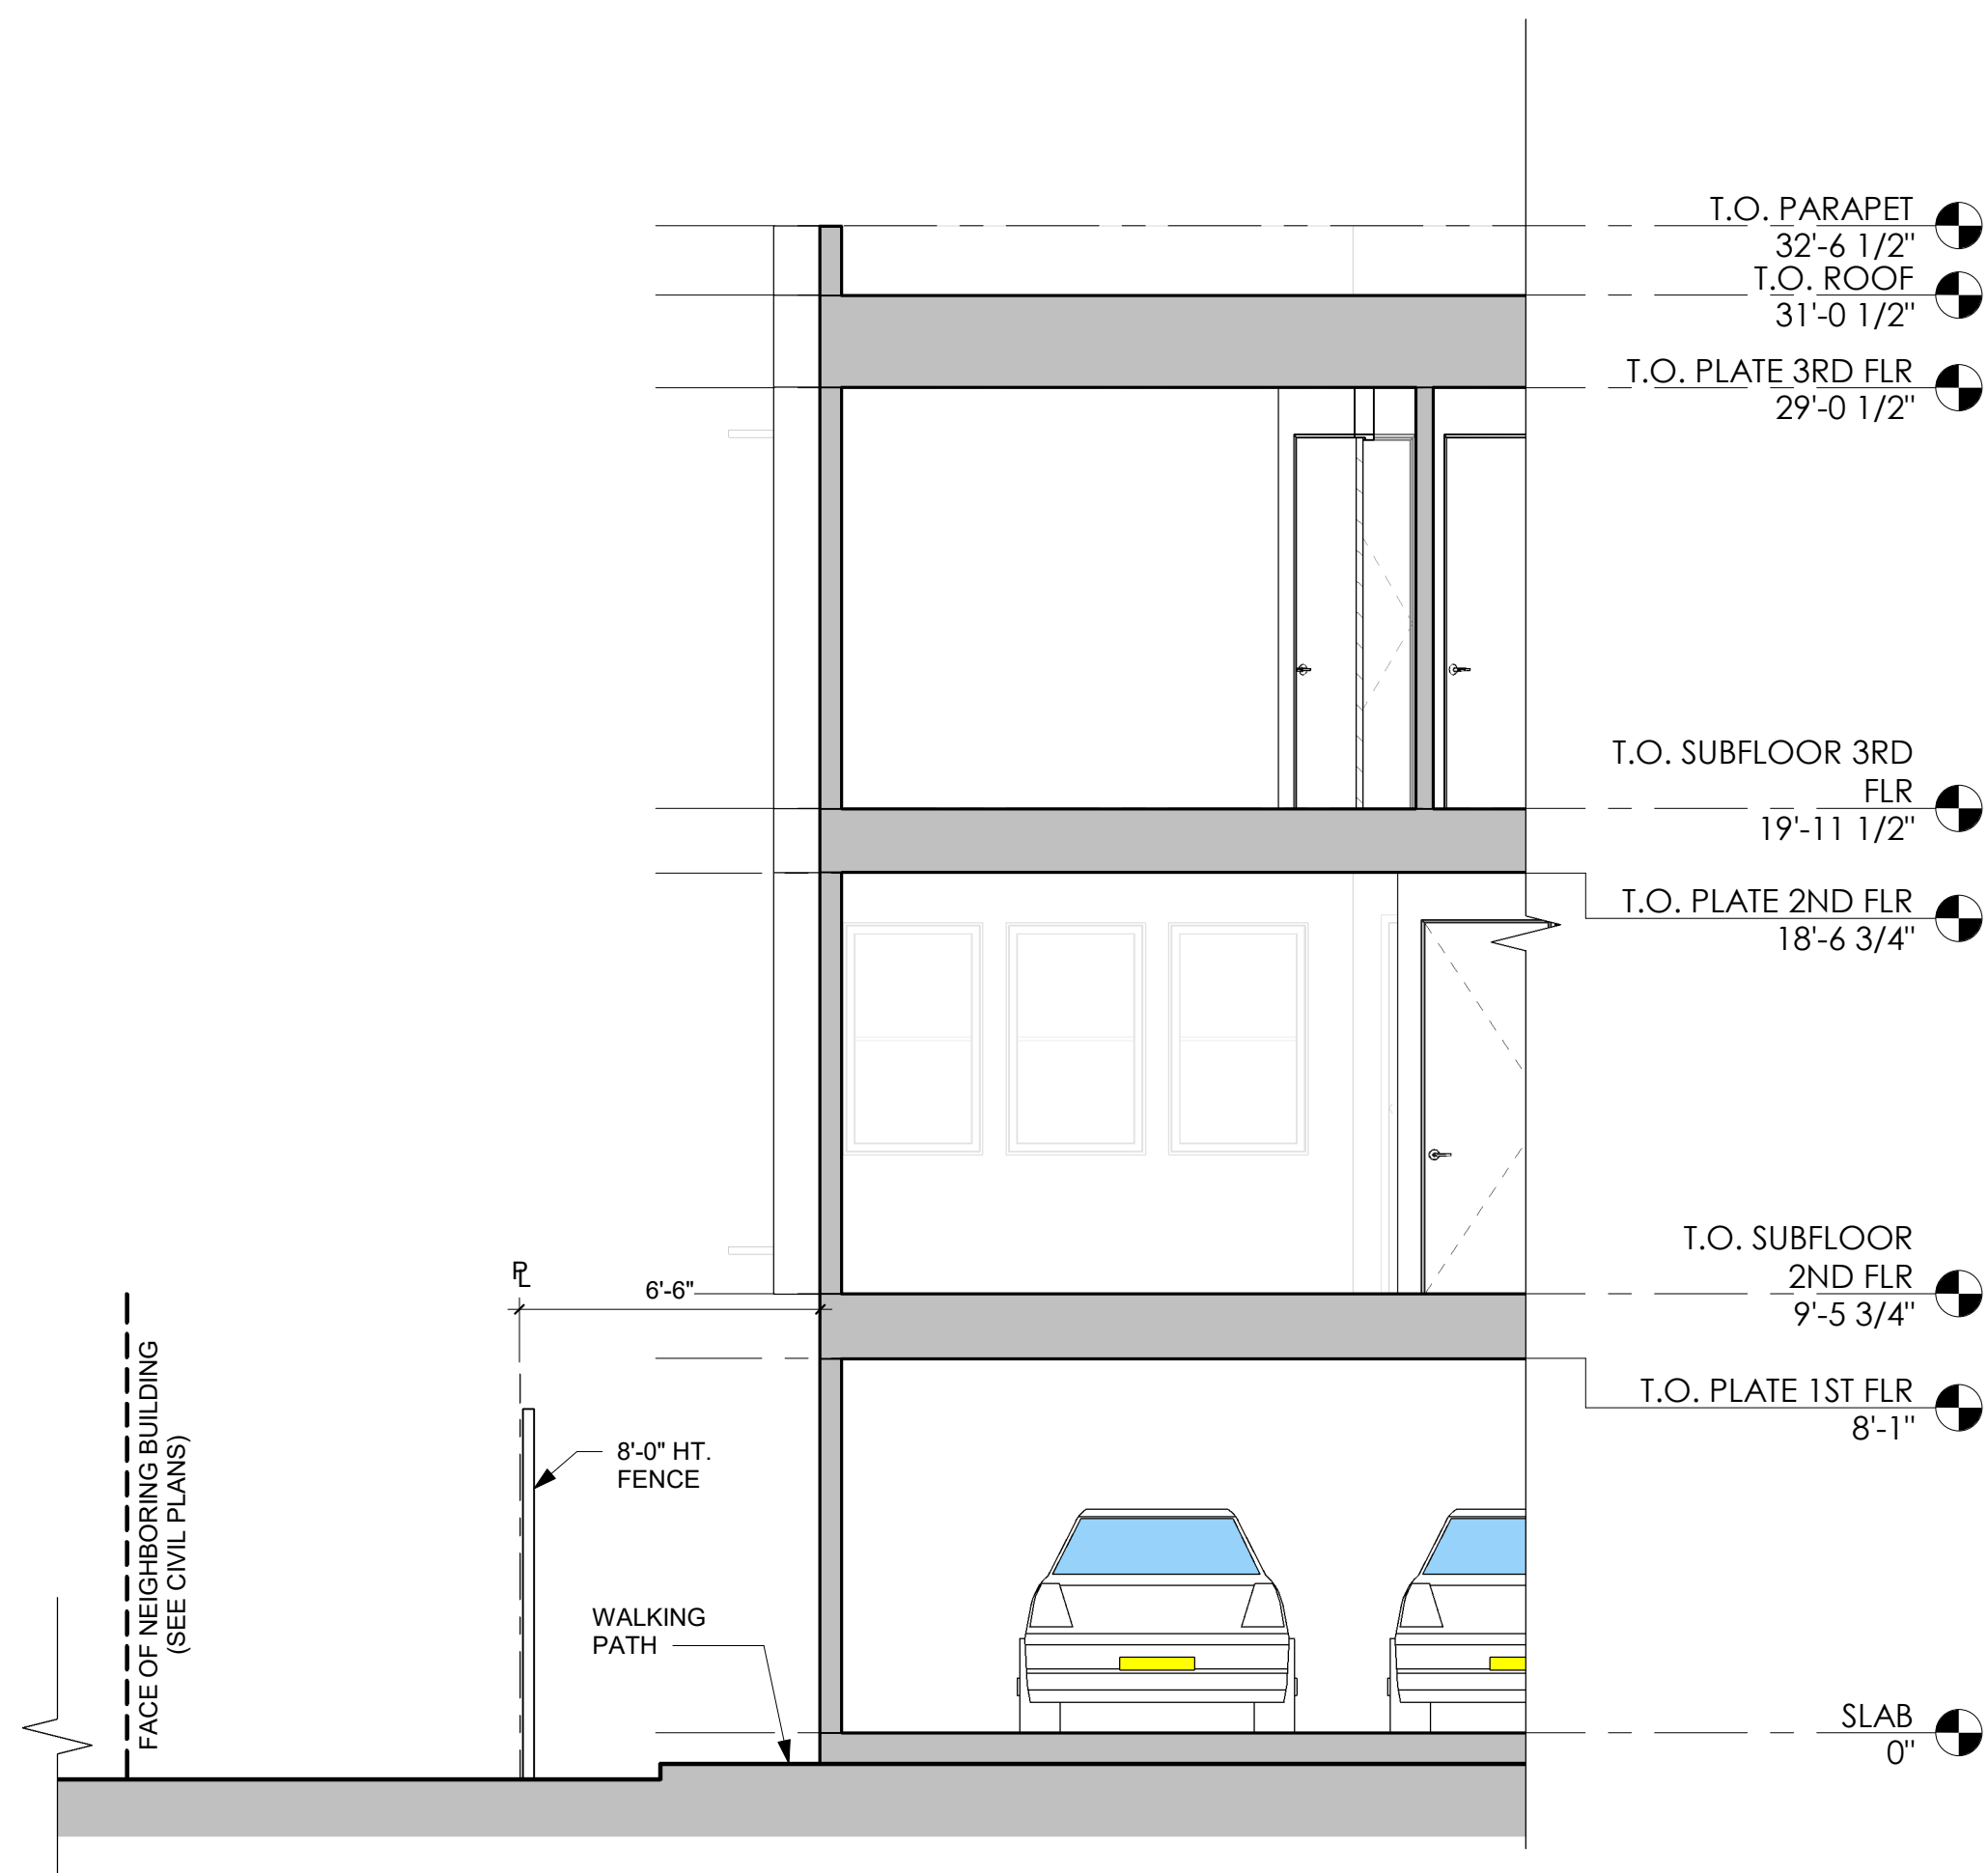 T.O. PARAPET
32'-6 1/2"
T.O. ROOF
31'-0 1/2"
T.O. PLATE 3RD FLR
29'-0 1/2"
T.O. SUBFLOOR 3RD
FLR
19'-11 1/2"
T.O. PLATE 2ND FLR
18'-6 3/4"
T.O. SUBFLOOR
2ND FLR
9'-5 3/4"
PL
6'-6"
T.O. PLATE 1ST FLR
8'-1"
FACE OF NEIGHBORING BUILDING
(SEE CIVIL PLANS)
8'-0" HT.
FENCE
WALKING
PATH
SLAB
0"